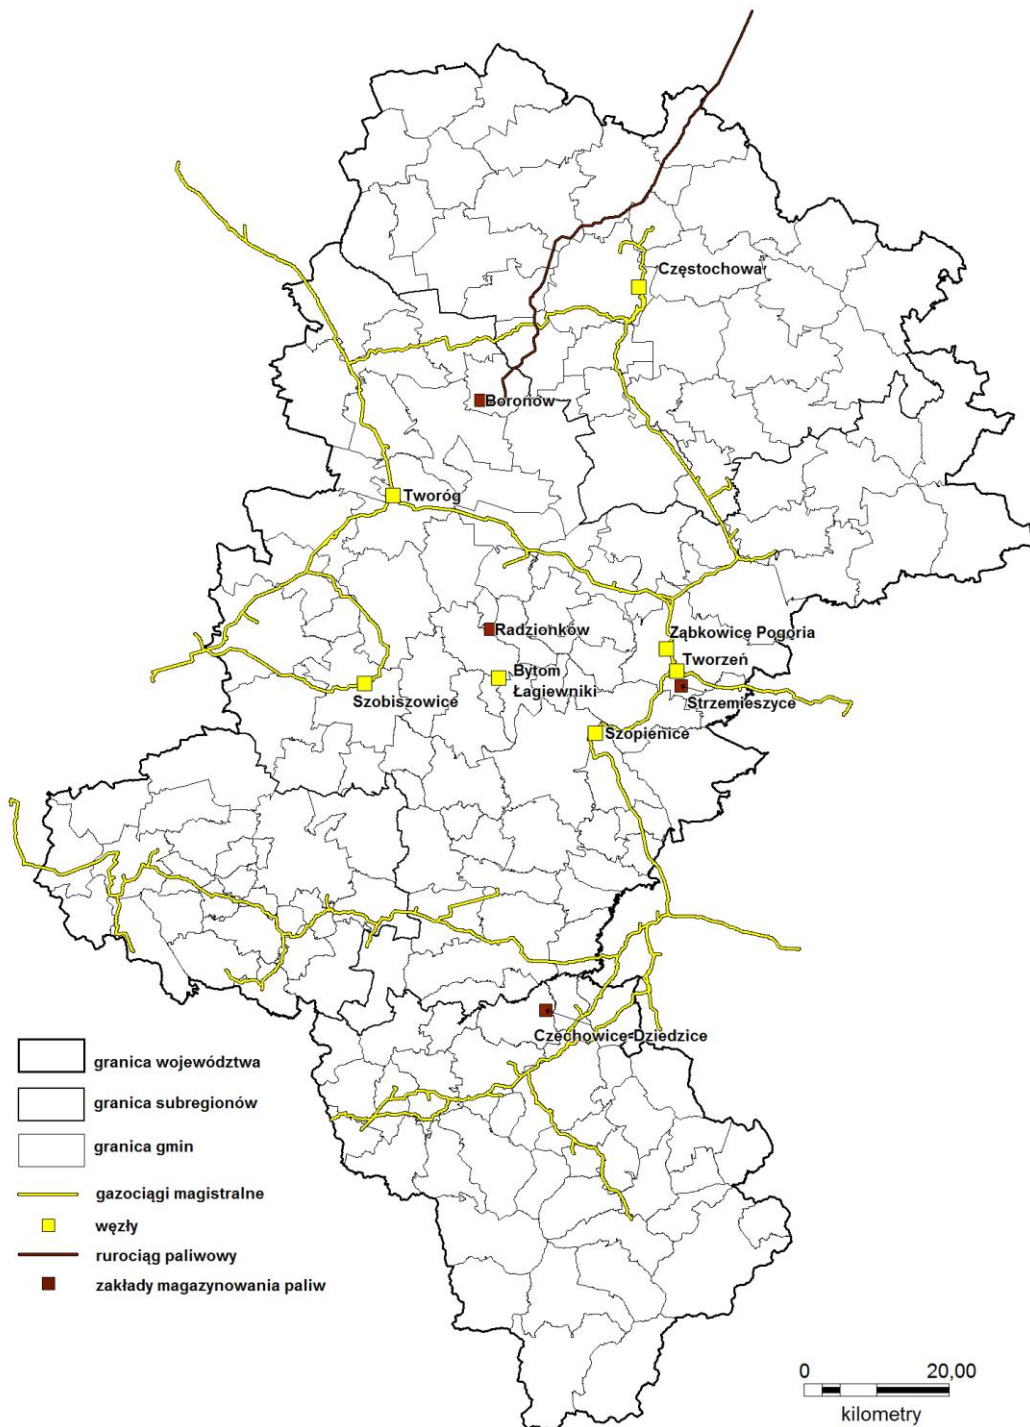 Częstochowa
Boronów
Tworóg
Radzionków
Ząbkowice Pogoria
Bytom
Łagiewniki
Tworzeń
Szobiszowice
Strzemieszyce
Szopienice
Czechowice-Dziedzice
granica województwa
granica subregionów
granica gmin
gazociągi magistralne
węzły
rurociąg paliwowy
zakłady magazynowania paliw
0 20,00
kilometry